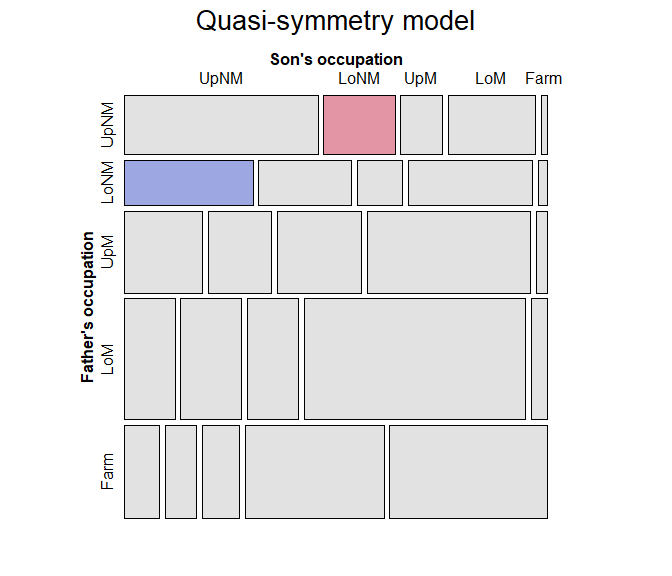 Quasi-symmetry model
Son's occupation
UpNM LoNM UpM LoM Farm
Father's occupation
UpNM
LoNM
UpM
LoM
Farm